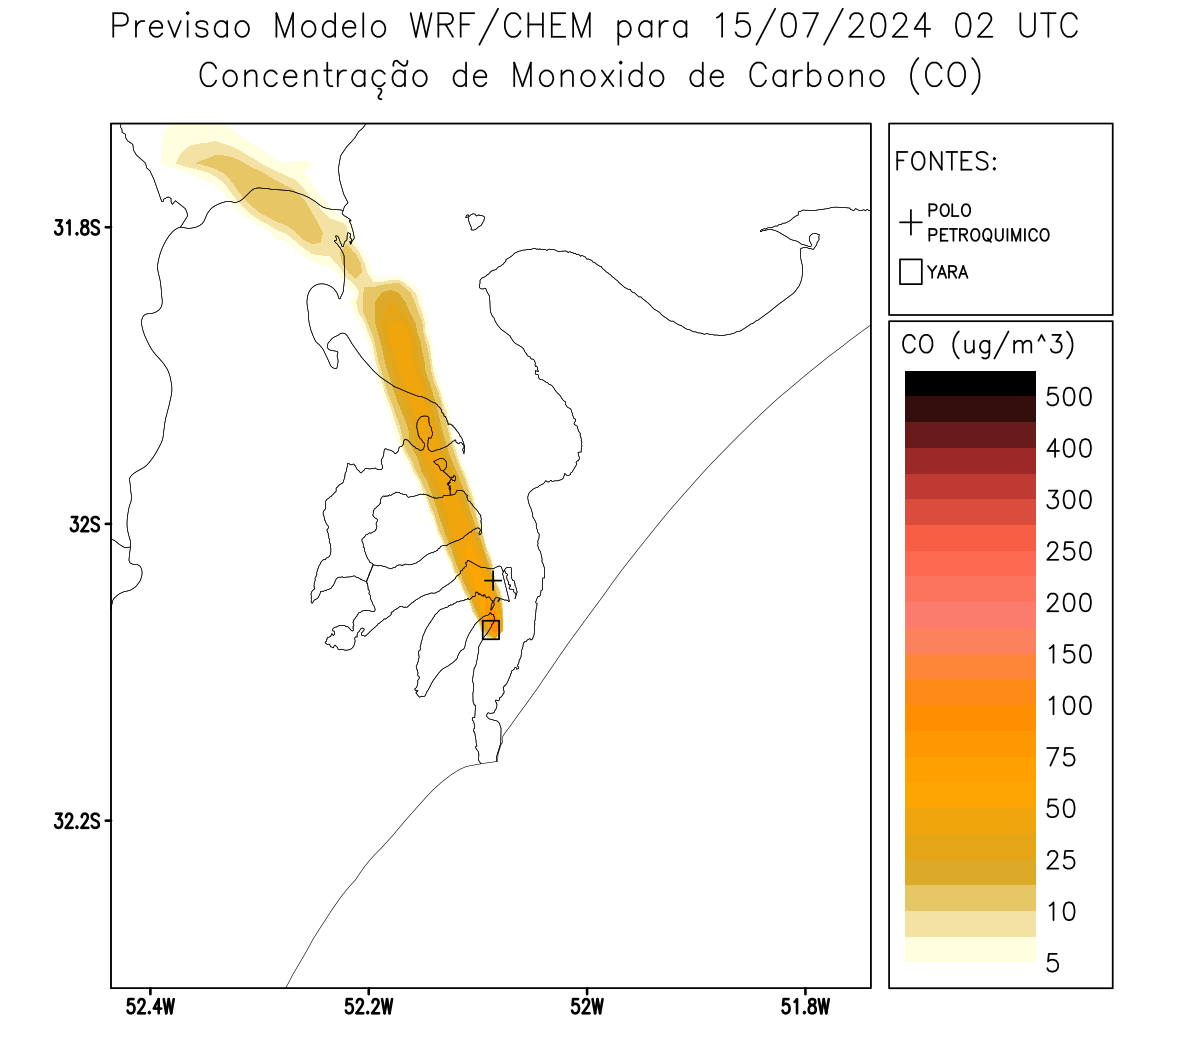 Previsao Modelo WRF/CHEM para 15/07/2024 02 UTC
Concentração de Monoxido de Carbono (CO)
FONTES:
POLO
PETROQUIMICO
YARA
CO (ug/m^3)
500
400
300
250
200
150
100
75
50
25
10
5
31.8S
32S
32.2S
52.4W
52.2W
52W
51.8W